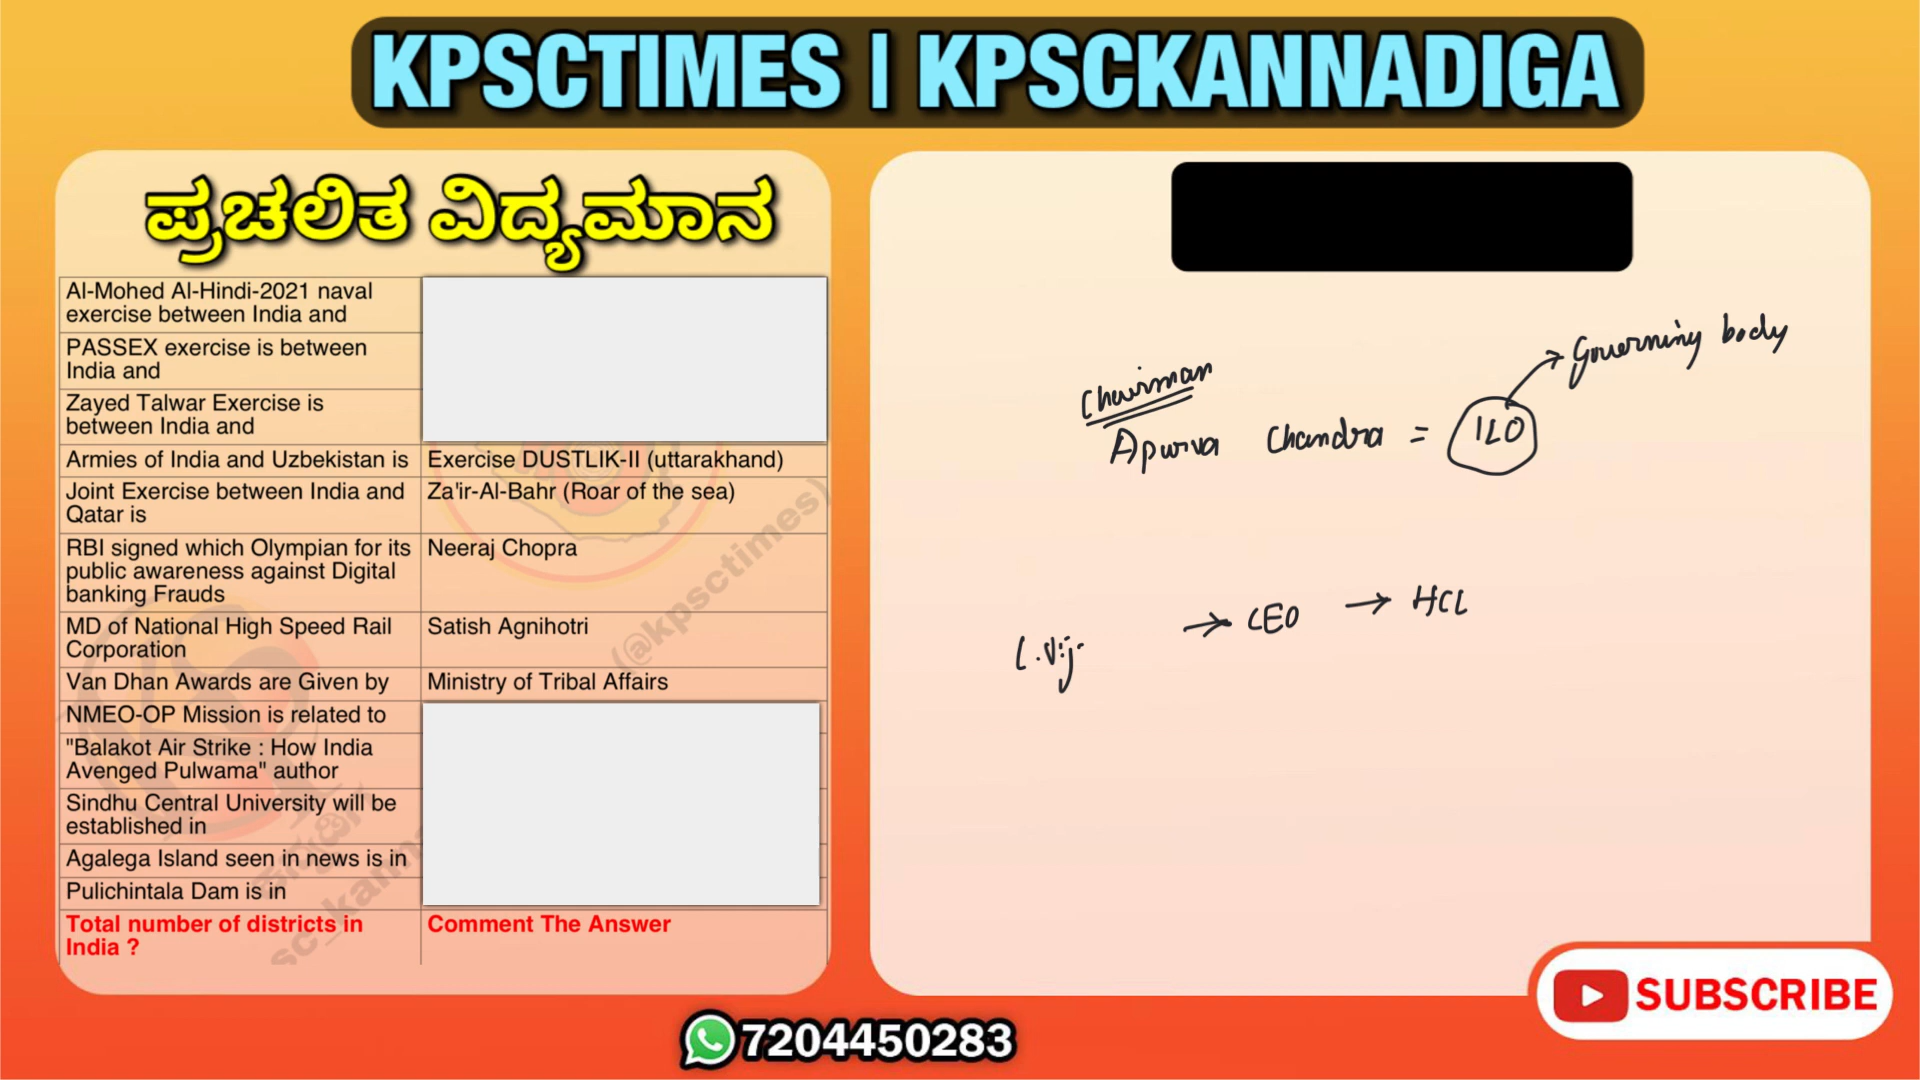 KPSCTIMES | KPSCKANNADIGA
ಪ್ರಚಲಿತ ವಿದ್ಯಮಾನ
Al-Mohed Al-Hindi-2021 naval
exercise between India and
PASSEX exercise is between
India and
Zayed Talwar Exercise is
between India and
Armies of India and Uzbekistan is
Exercise DUSTLIK-II (uttarakhand)
Joint Exercise between India and
Qatar is
Za'ir-Al-Bahr (Roar of the sea)
RBI signed which Olympian for its
public awareness against Digital
banking Frauds
Neeraj Chopra
MD of National High Speed Rail
Corporation
Satish Agnihotri
Van Dhan Awards are Given by
Ministry of Tribal Affairs
NMEO-OP Mission is related to
"Balakot Air Strike : How India
Avenged Pulwama" author
Sindhu Central University will be
established in
Agalega Island seen in news is in
Pulichintala Dam is in
Total number of districts in
India ?
Comment The Answer
(@kpsctimes)
Governing body
Chairman
Apurva Chandra = ILO
C.Vij. → CEO → HCL
SUBSCRIBE
7204450283